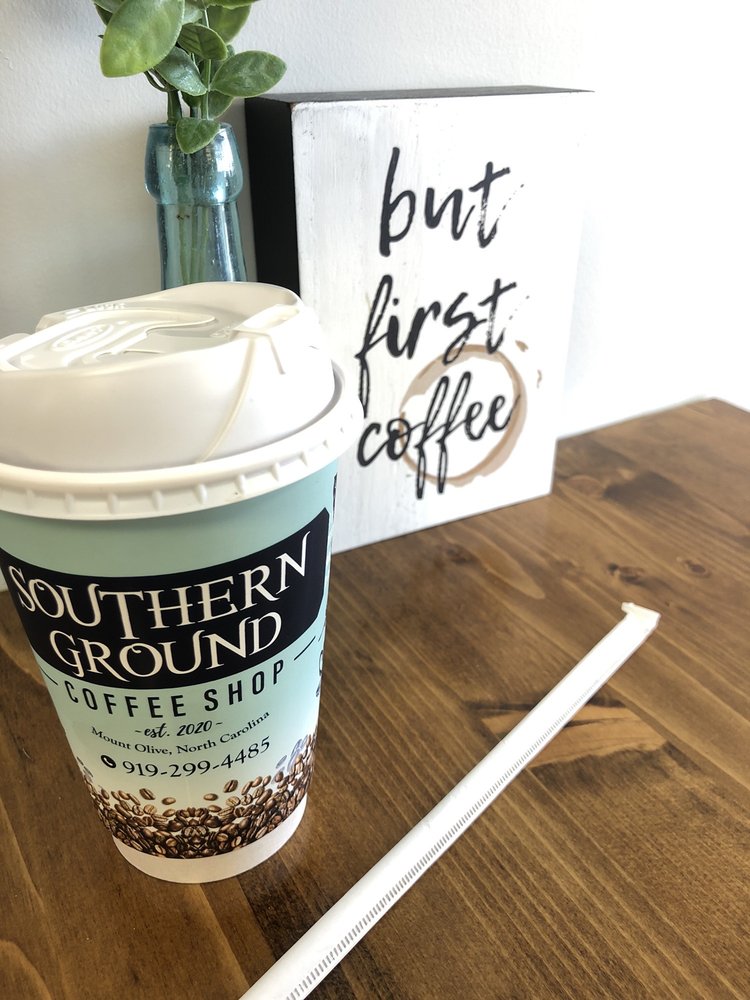 but
first
coffee
SOUTHERN
GROUND
COFFEE SHOP
-est. 2020-
Mount Olive, North Carolina
919-299-4485